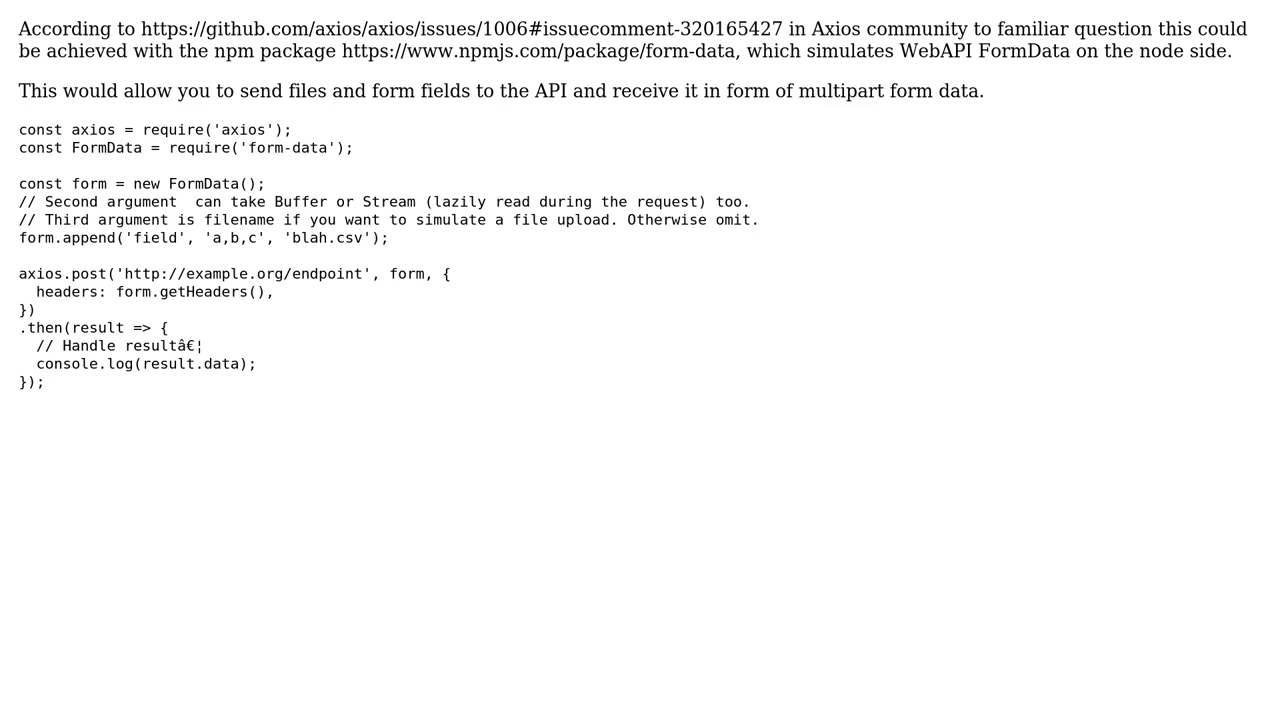 According to https://github.com/axios/axios/issues/1006#issuecomment-320165427 in Axios community to familiar question this could
be achieved with the npm package https://www.npmjs.com/package/form-data, which simulates WebAPI FormData on the node side.
This would allow you to send files and form fields to the API and receive it in form of multipart form data.
const axios = require('axios');
const FormData = require('form-data');
const form = new FormData();
// Second argument  can take Buffer or Stream (lazily read during the request) too.
// Third argument is filename if you want to simulate a file upload. Otherwise omit.
form.append('field', 'a,b,c', 'blah.csv');
axios.post('http://example.org/endpoint', form, {
  headers: form.getHeaders(),
})
.then(result => {
  // Handle resultâ€¦
  console.log(result.data);
});